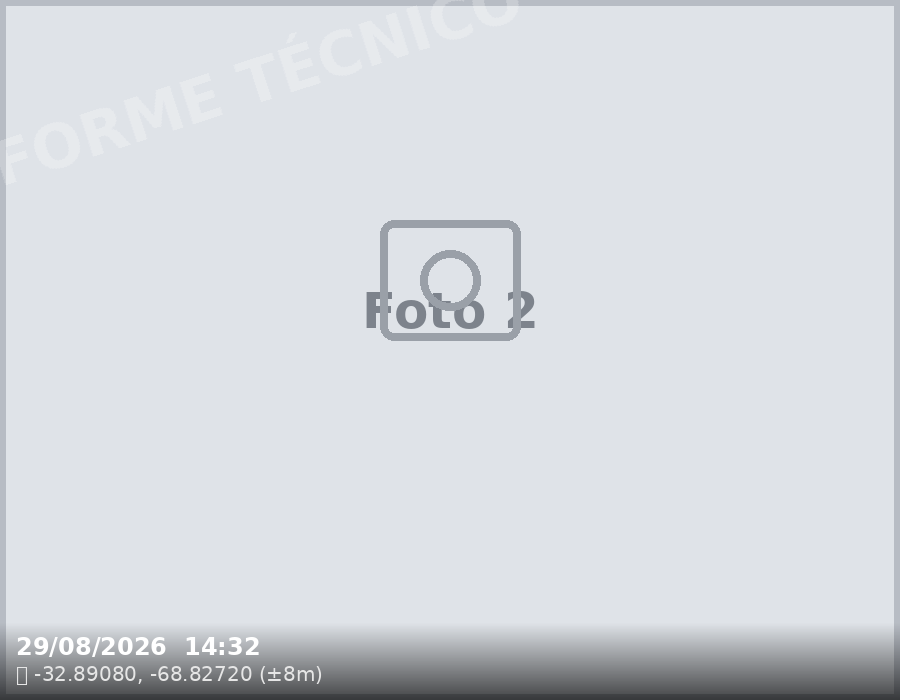 FORME TÉCNICO
Foto 2
29/08/2026 14:32
-32.89080, -68.82720 (±8m)